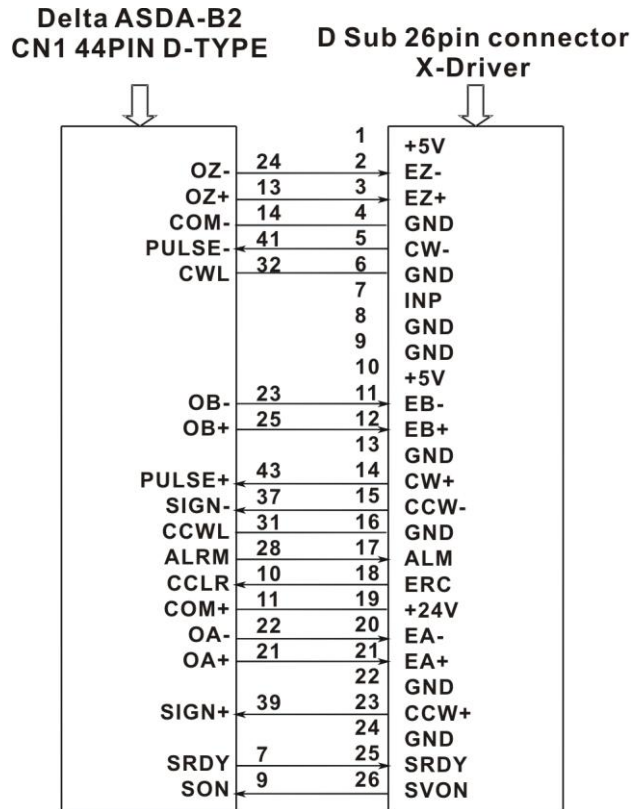 Delta ASDA-B2
CN1 44PIN D-TYPE
D Sub 26pin connector
X-Driver
1 +5V
OZ- 24 2 EZ-
OZ+ 13 3 EZ+
COM- 14 4 GND
PULSE- 41 5 CW-
CWL 32 6 GND
7 INP
8 GND
9 GND
10 +5V
OB- 23 11 EB-
OB+ 25 12 EB+
13 GND
PULSE+ 43 14 CW+
SIGN- 37 15 CCW-
CCWL 31 16 GND
ALRM 28 17 ALM
CCLR 10 18 ERC
COM+ 11 19 +24V
OA- 22 20 EA-
OA+ 21 21 EA+
22 GND
SIGN+ 39 23 CCW+
24 GND
SRDY 7 25 SRDY
SON 9 26 SVON